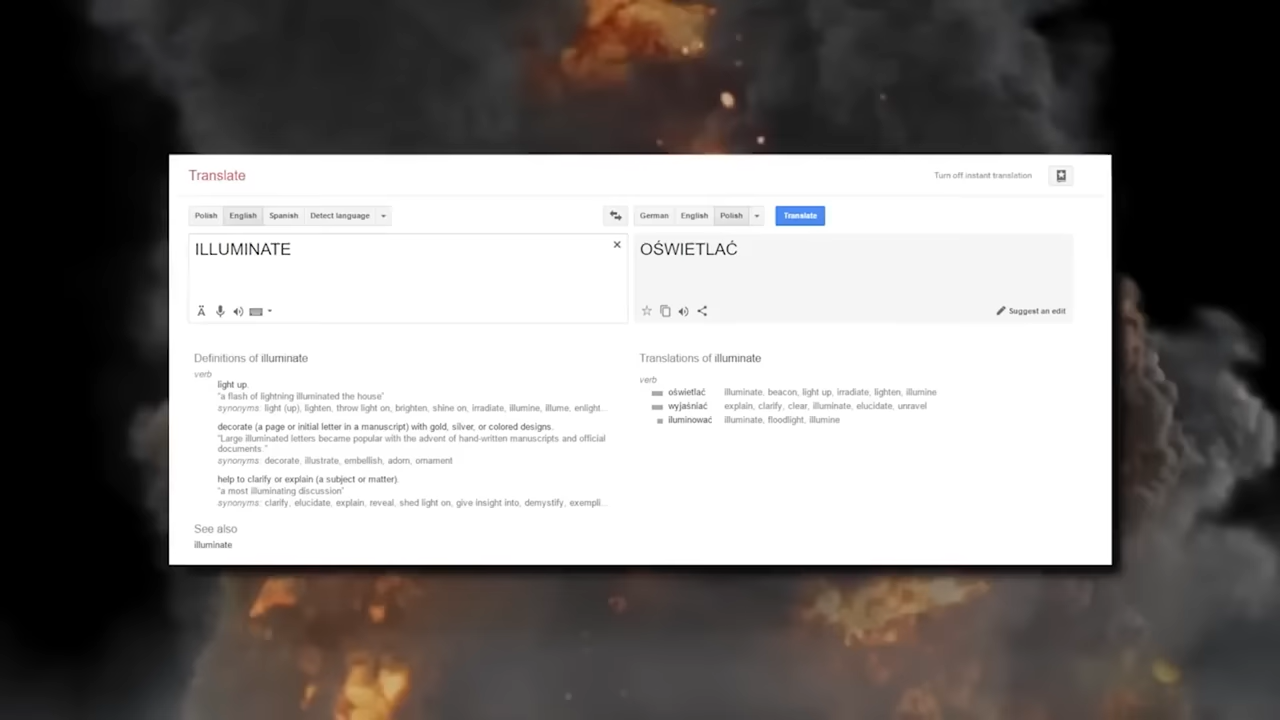 Translate
Turn off instant translation
Polish English Spanish Detect language
German English Polish Translate
ILLUMINATE
OŚWIETLAĆ
Ä
Suggest an edit
Definitions of illuminate
verb
light up.
"a flash of lightning illuminated the house"
synonyms: light (up), lighten, throw light on, brighten, shine on, irradiate, illumine, illume, enlight...
decorate (a page or initial letter in a manuscript) with gold, silver, or colored designs.
"Large illuminated letters became popular with the advent of hand-written manuscripts and official
documents."
synonyms: decorate, illustrate, embellish, adorn, ornament
help to clarify or explain (a subject or matter).
"a most illuminating discussion"
synonyms: clarify, elucidate, explain, reveal, shed light on, give insight into, demystify, exempli...
See also
illuminate
Translations of illuminate
verb
oświetlać illuminate, beacon, light up, irradiate, lighten, illumine
wyjaśniać explain, clarify, clear, illuminate, elucidate, unravel
iluminować illuminate, floodlight, illumine